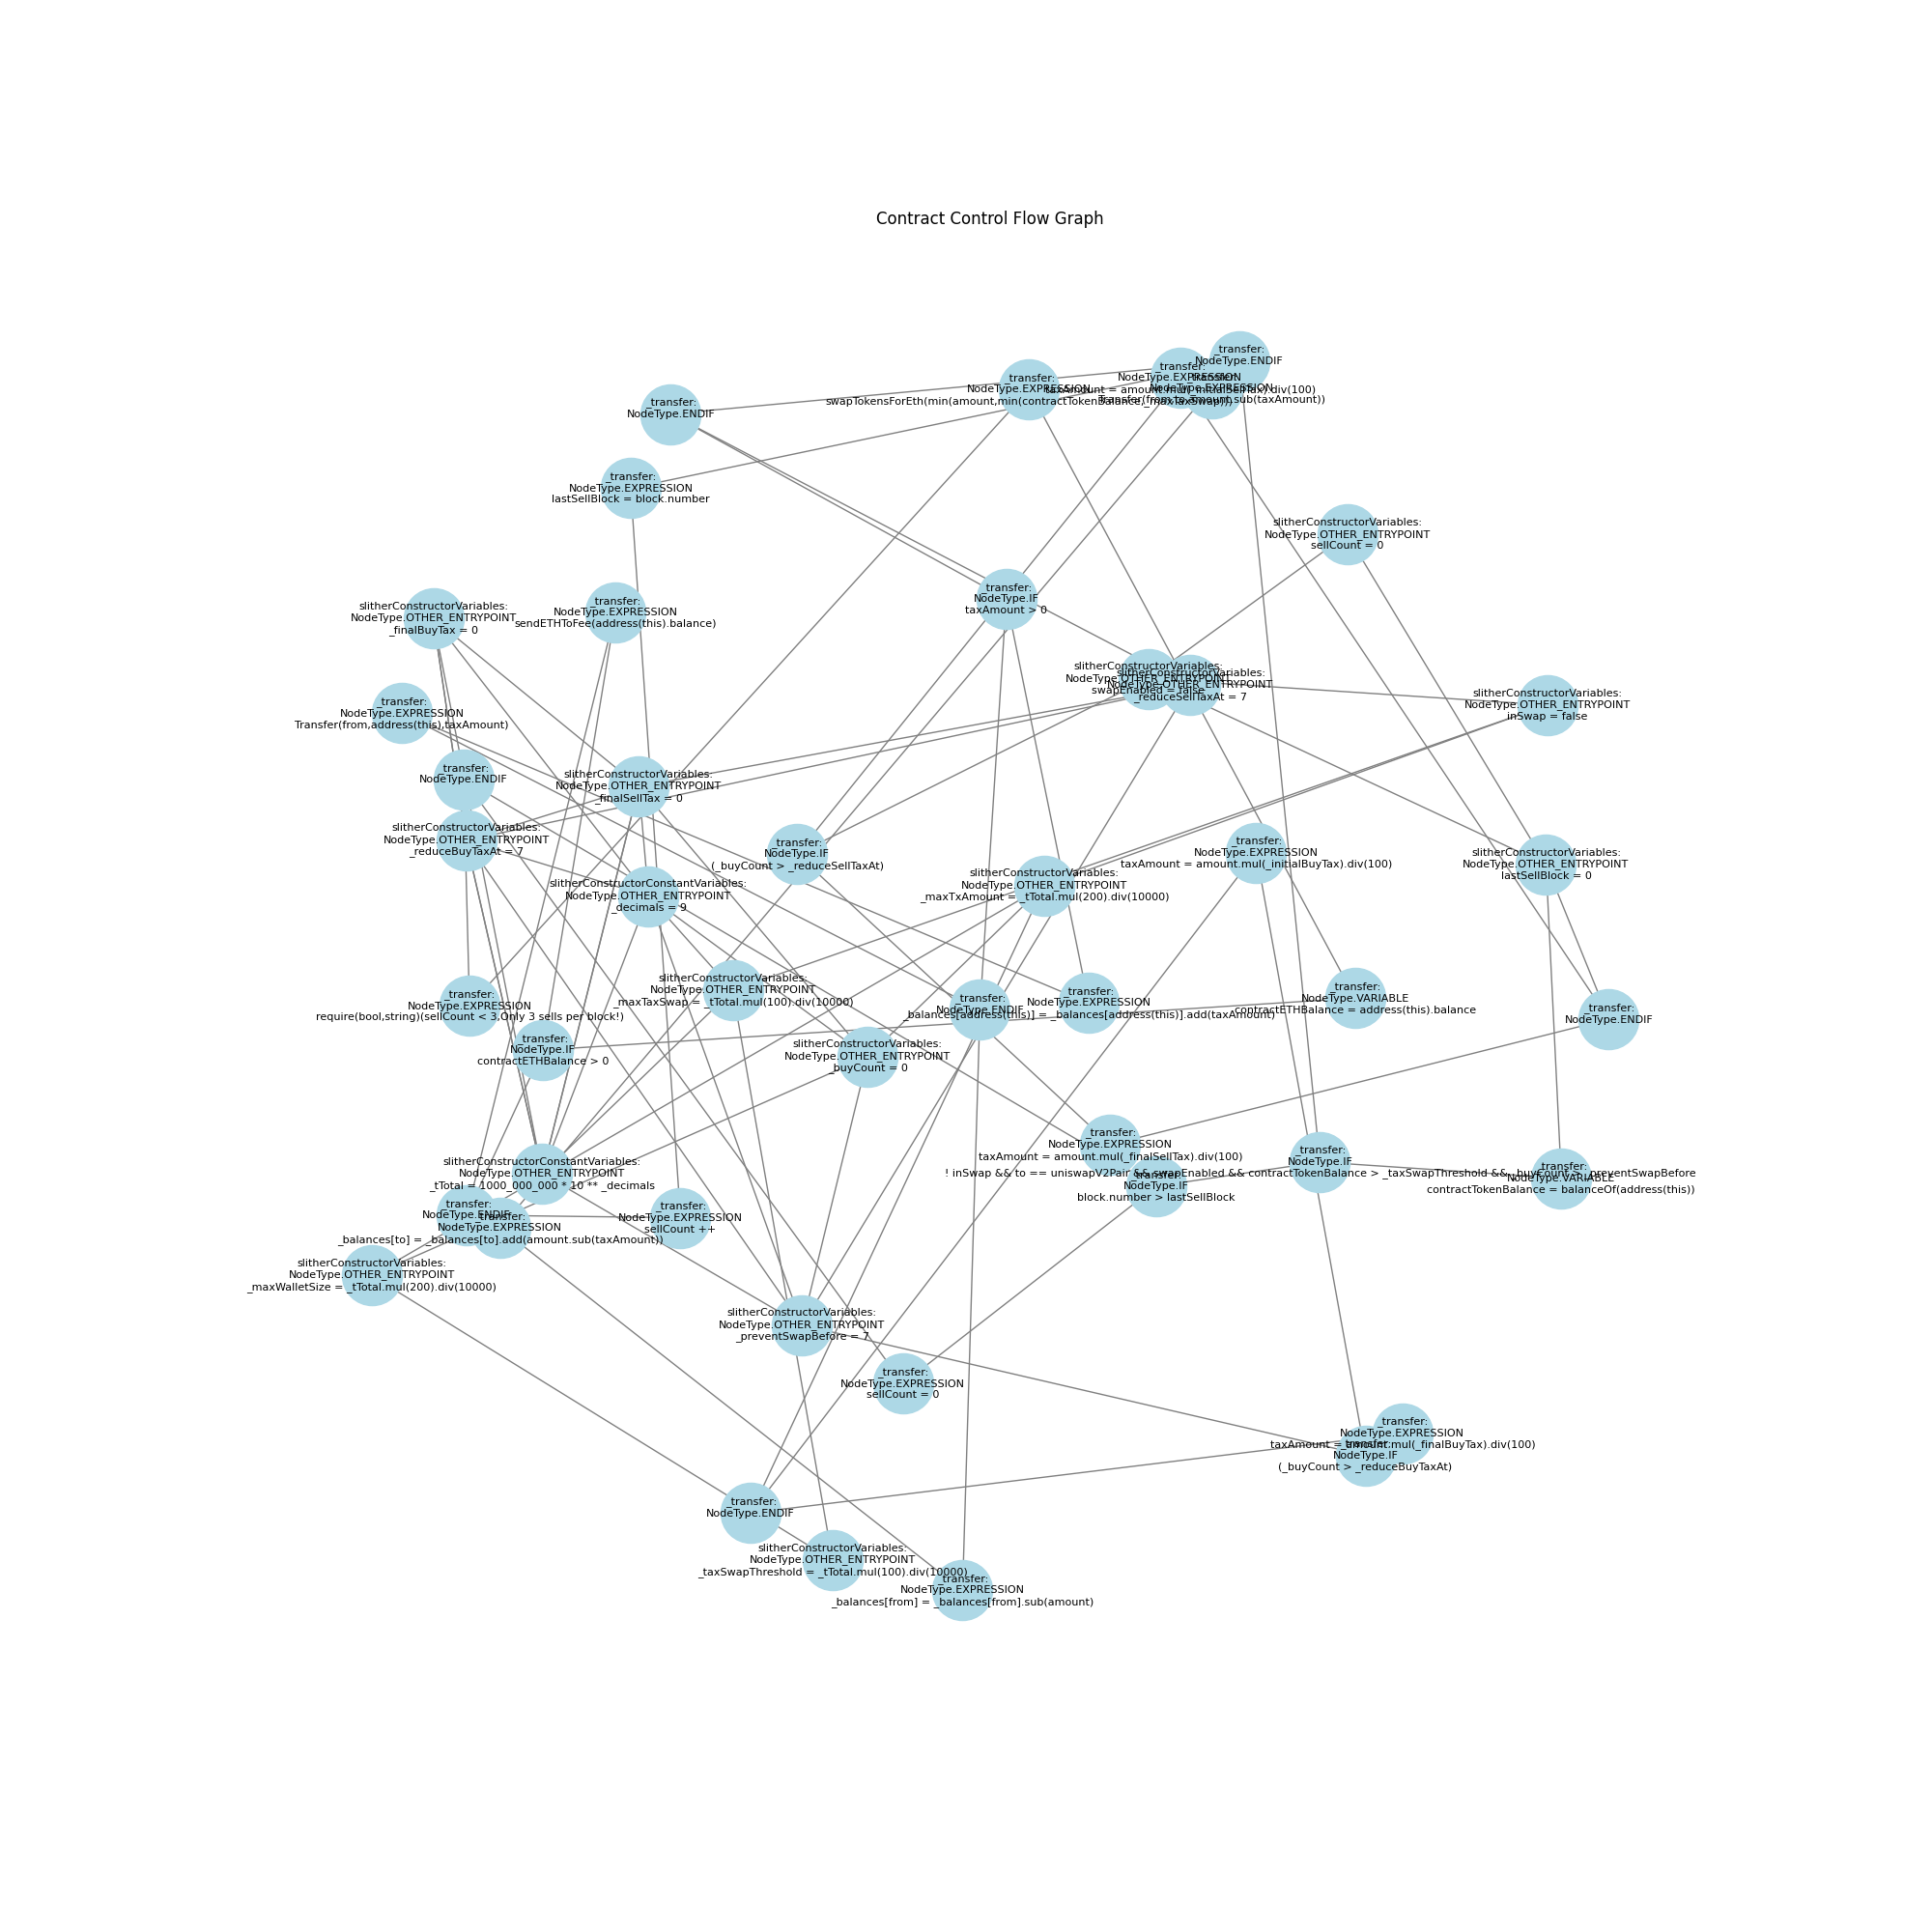 Contract Control Flow Graph
_transfer:
NodeType.ENDIF
_transfer:
NodeType.EXPRESSION
taxAmount = amount.mul(_initialSellTax).div(100)
_transfer:
NodeType.EXPRESSION
Transfer(from,to,amount.sub(taxAmount))
_transfer:
NodeType.EXPRESSION
swapTokensForEth(min(amount,min(contractTokenBalance,_maxTaxSwap)))
_transfer:
NodeType.ENDIF
_transfer:
NodeType.EXPRESSION
lastSellBlock = block.number
slitherConstructorVariables:
NodeType.OTHER_ENTRYPOINT
sellCount = 0
_transfer:
NodeType.IF
taxAmount > 0
_transfer:
NodeType.EXPRESSION
sendETHToFee(address(this).balance)
slitherConstructorVariables:
NodeType.OTHER_ENTRYPOINT
_finalBuyTax = 0
slitherConstructorVariables:
NodeType.OTHER_ENTRYPOINT
swapEnabled = false
slitherConstructorVariables:
NodeType.OTHER_ENTRYPOINT
_reduceSellTaxAt = 7
slitherConstructorVariables:
NodeType.OTHER_ENTRYPOINT
inSwap = false
_transfer:
NodeType.EXPRESSION
Transfer(from,address(this),taxAmount)
_transfer:
NodeType.ENDIF
slitherConstructorVariables:
NodeType.OTHER_ENTRYPOINT
_finalSellTax = 0
slitherConstructorVariables:
NodeType.OTHER_ENTRYPOINT
_reduceBuyTaxAt = 7
_transfer:
NodeType.IF
(_buyCount > _reduceSellTaxAt)
_transfer:
NodeType.EXPRESSION
taxAmount = amount.mul(_initialBuyTax).div(100)
slitherConstructorVariables:
NodeType.OTHER_ENTRYPOINT
lastSellBlock = 0
slitherConstructorConstantVariables:
NodeType.OTHER_ENTRYPOINT
_decimals = 9
slitherConstructorVariables:
NodeType.OTHER_ENTRYPOINT
_maxTxAmount = _tTotal.mul(200).div(10000)
slitherConstructorVariables:
NodeType.OTHER_ENTRYPOINT
_maxTaxSwap = _tTotal.mul(100).div(10000)
_transfer:
NodeType.EXPRESSION
require(bool,string)(sellCount < 3,Only 3 sells per block!)
_transfer:
NodeType.ENDIF
_transfer:
NodeType.EXPRESSION
_balances[address(this)] = _balances[address(this)].add(taxAmount)
_transfer:
NodeType.VARIABLE
contractETHBalance = address(this).balance
_transfer:
NodeType.ENDIF
_transfer:
NodeType.IF
contractETHBalance > 0
slitherConstructorVariables:
NodeType.OTHER_ENTRYPOINT
_buyCount = 0
_transfer:
NodeType.EXPRESSION
taxAmount = amount.mul(_finalSellTax).div(100)
_transfer:
NodeType.IF
! inSwap && to == uniswapV2Pair && swapEnabled && contractTokenBalance > _taxSwapThreshold && _buyCount > _preventSwapBefore
_transfer:
NodeType.VARIABLE
contractTokenBalance = balanceOf(address(this))
_transfer:
NodeType.IF
block.number > lastSellBlock
slitherConstructorConstantVariables:
NodeType.OTHER_ENTRYPOINT
_tTotal = 1000_000_000 * 10 ** _decimals
_transfer:
NodeType.ENDIF
_transfer:
NodeType.EXPRESSION
_balances[to] = _balances[to].add(amount.sub(taxAmount))
_transfer:
NodeType.EXPRESSION
sellCount ++
slitherConstructorVariables:
NodeType.OTHER_ENTRYPOINT
_maxWalletSize = _tTotal.mul(200).div(10000)
slitherConstructorVariables:
NodeType.OTHER_ENTRYPOINT
_preventSwapBefore = 7
_transfer:
NodeType.EXPRESSION
sellCount = 0
_transfer:
NodeType.EXPRESSION
taxAmount = amount.mul(_finalBuyTax).div(100)
_transfer:
NodeType.IF
(_buyCount > _reduceBuyTaxAt)
_transfer:
NodeType.ENDIF
slitherConstructorVariables:
NodeType.OTHER_ENTRYPOINT
_taxSwapThreshold = _tTotal.mul(100).div(10000)
_transfer:
NodeType.EXPRESSION
_balances[from] = _balances[from].sub(amount)